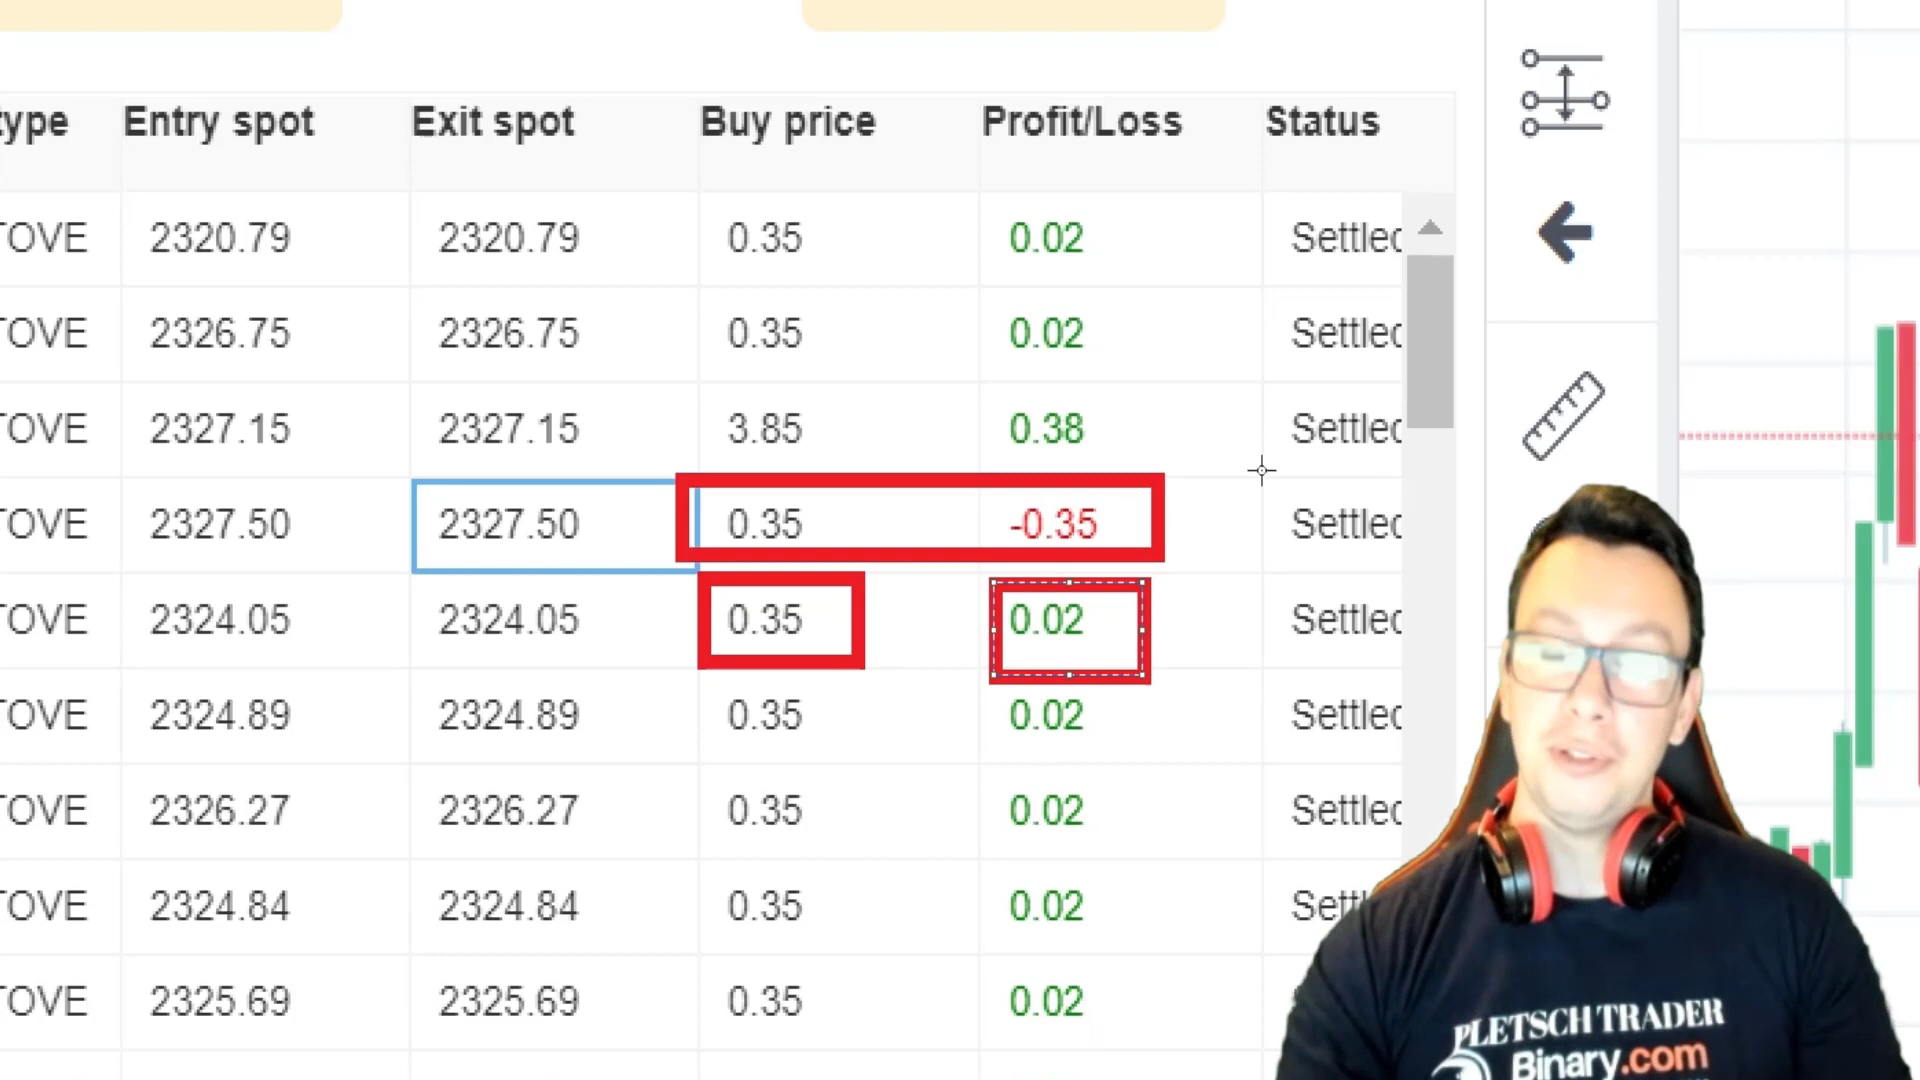 type Entry spot Exit spot Buy price Profit/Loss Status
TOVE 2320.79 2320.79 0.35 0.02 Settled
TOVE 2326.75 2326.75 0.35 0.02 Settled
TOVE 2327.15 2327.15 3.85 0.38 Settled
TOVE 2327.50 2327.50 0.35 -0.35 Settled
TOVE 2324.05 2324.05 0.35 0.02 Settled
TOVE 2324.89 2324.89 0.35 0.02 Settled
TOVE 2326.27 2326.27 0.35 0.02 Settled
TOVE 2324.84 2324.84 0.35 0.02 Sett
TOVE 2325.69 2325.69 0.35 0.02
PLETSCH TRADER
Binary.com